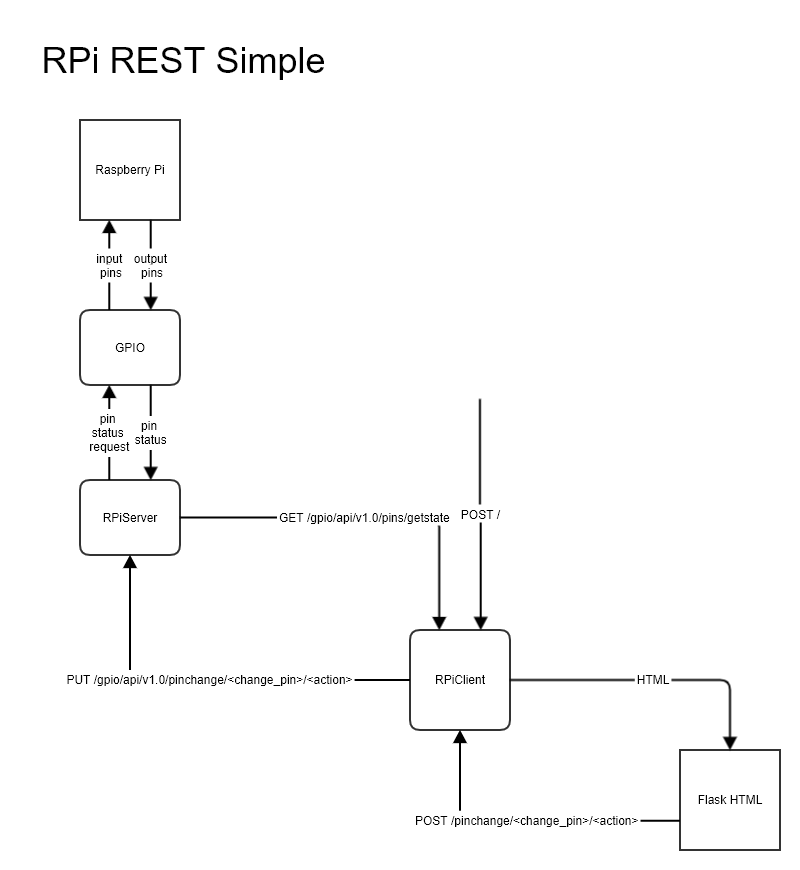 RPi REST Simple
Raspberry Pi
input
pins
output
pins
GPIO
pin
status
request
pin
status
RPiServer
GET /gpio/api/v1.0/pins/getstate
POST /
PUT /gpio/api/v1.0/pinchange/<change_pin>/<action>
RPiClient
HTML
Flask HTML
POST /pinchange/<change_pin>/<action>